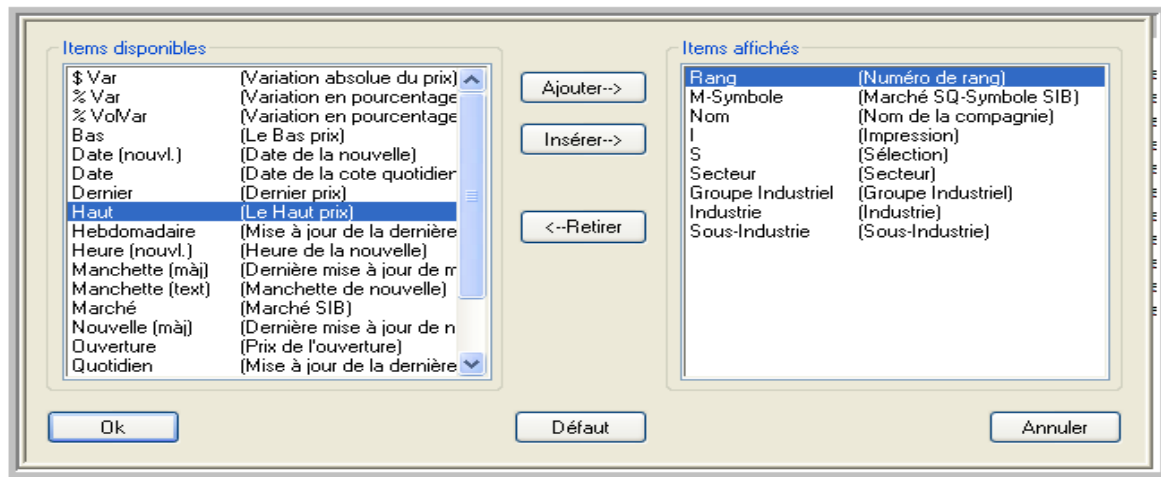 Items disponibles
$ Var (Variation absolue du prix)
% Var (Variation en pourcentage
% VolVar (Variation en pourcentage
Bas (Le Bas prix)
Date (nouvl.) (Date de la nouvelle)
Date (Date de la cote quotidier
Dernier (Dernier prix)
Haut (Le Haut prix)
Hebdomadaire (Mise à jour de la dernière
Heure (nouvl.) (Heure de la nouvelle)
Manchette (màj) (Dernière mise à jour de m
Manchette (text) (Manchette de nouvelle)
Marché (Marché SIB)
Nouvelle (màj) (Dernière mise à jour de n
Ouverture (Prix de l'ouverture)
Quotidien (Mise à jour de la dernière
Ajouter-->
Insérer-->
<--Retirer
Items affichés
Rang (Numéro de rang)
M-Symbole (Marché SQ-Symbole SIB)
Nom (Nom de la compagnie)
I (Impression)
S (Sélection)
Secteur (Secteur)
Groupe Industriel (Groupe Industriel)
Industrie (Industrie)
Sous-Industrie (Sous-Industrie)
Ok
Défaut
Annuler